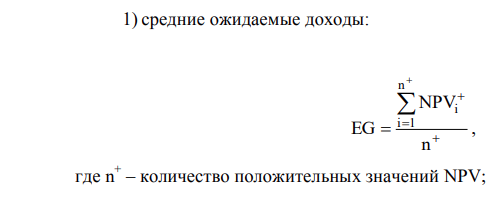 1) средние ожидаемые доходы:
n⁺
∑ NPVᵢ⁺
i=1
EG = ,
n⁺
где n⁺ – количество положительных значений NPV;